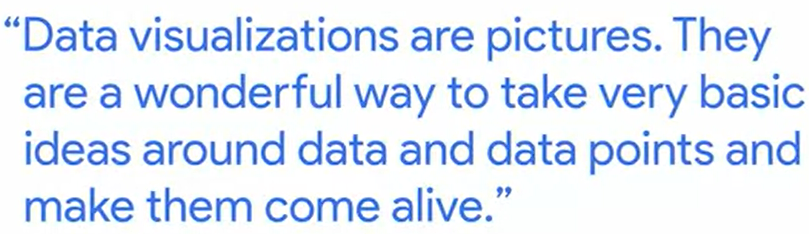 “Data visualizations are pictures. They
are a wonderful way to take very basic
ideas around data and data points and
make them come alive.”